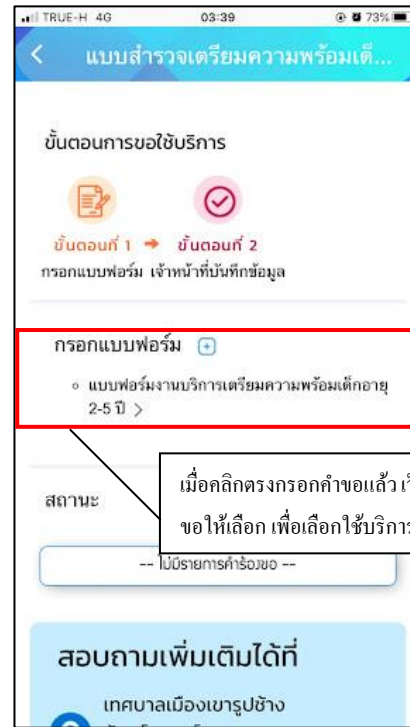 TRUE-H 4G 03:39 73%
แบบสำรวจเตรียมความพร้อมเด็...
ขั้นตอนการขอใช้บริการ
ขั้นตอนที่ 1 → ขั้นตอนที่ 2
กรอกแบบฟอร์ม เจ้าหน้าที่บันทึกข้อมูล
กรอกแบบฟอร์ม
แบบฟอร์มงานบริการเตรียมความพร้อมเด็กอายุ
2-5 ปี >
เมื่อคลิกตรงกรอกคำขอแล้ว
ขอให้เลือก เพื่อเลือกใช้บริการ
สถานะ
-- ไม่มีรายการคำร้องขอ --
สอบถามเพิ่มเติมได้ที่
เทศบาลเมืองเขารูปช้าง